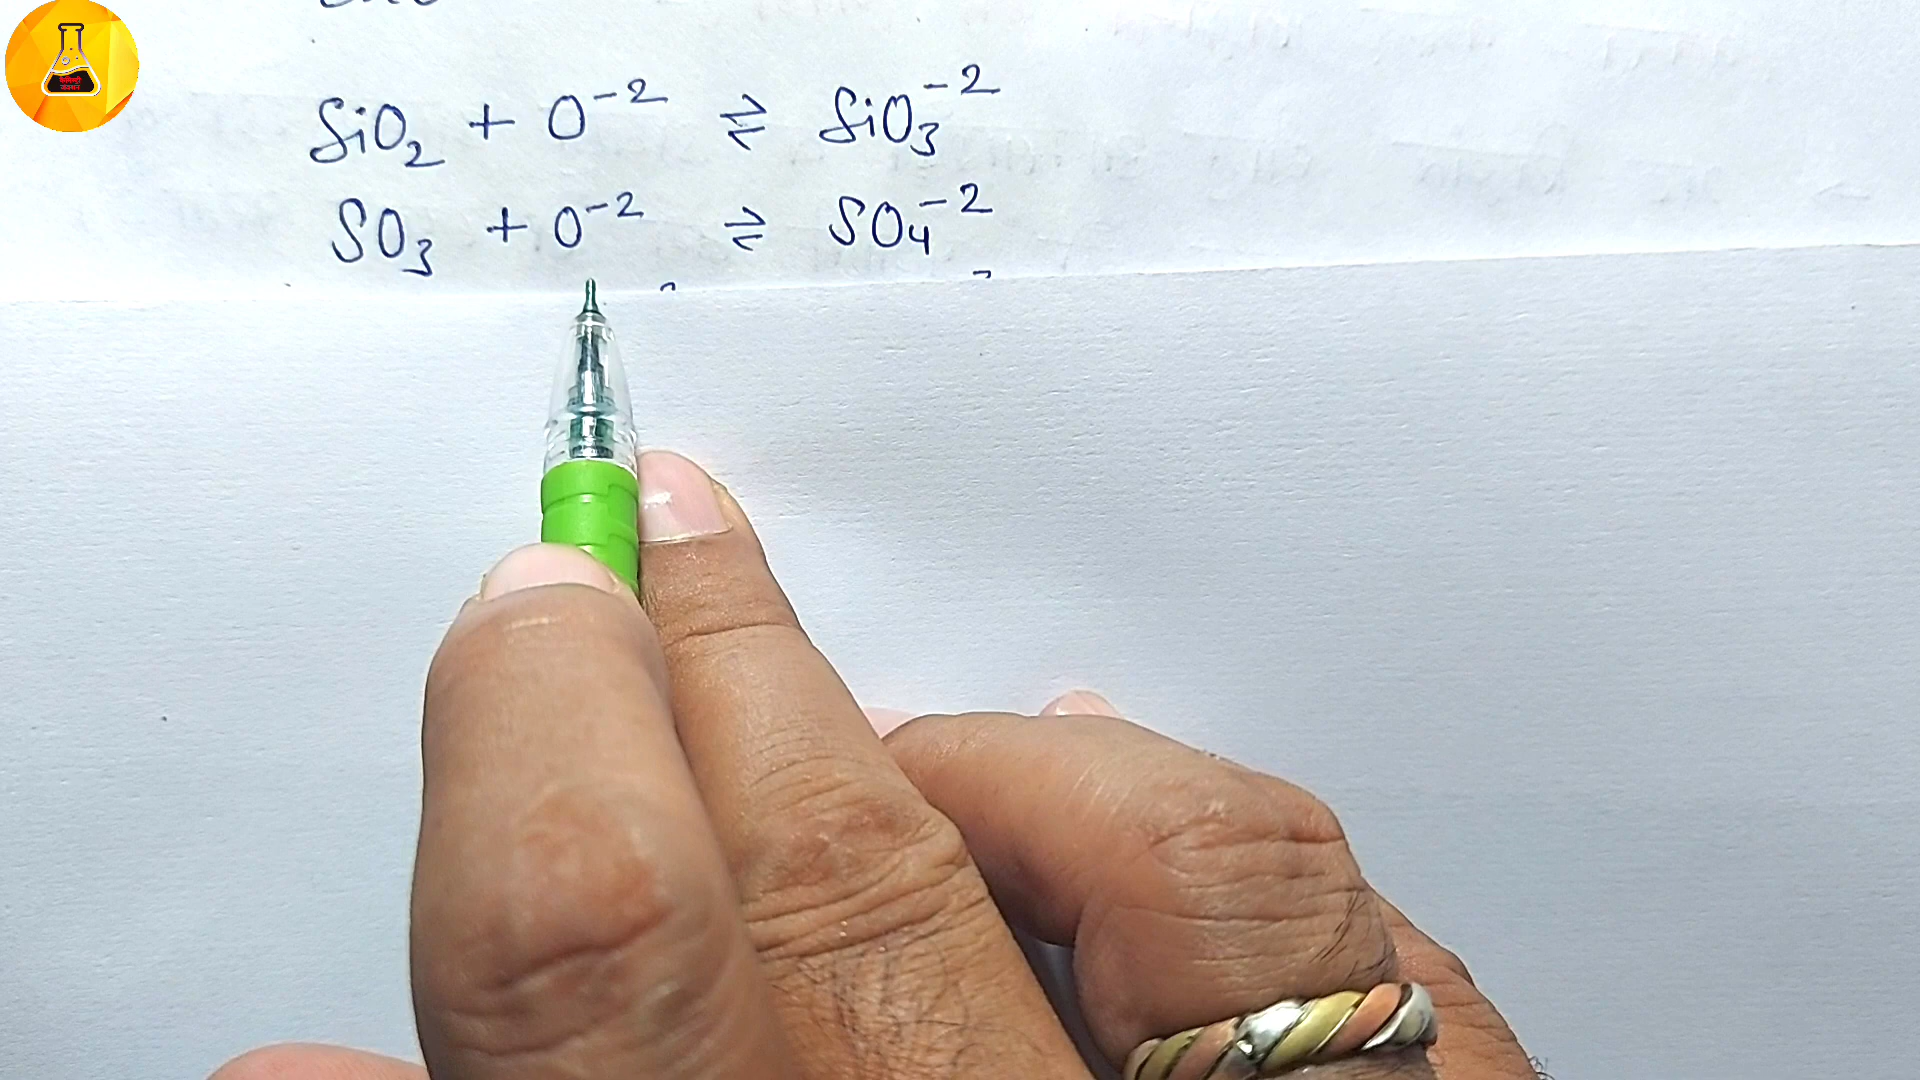 SiO₂ + O⁻² ⇌ SiO₃⁻²
SO₃ + O⁻² ⇌ SO₄⁻²